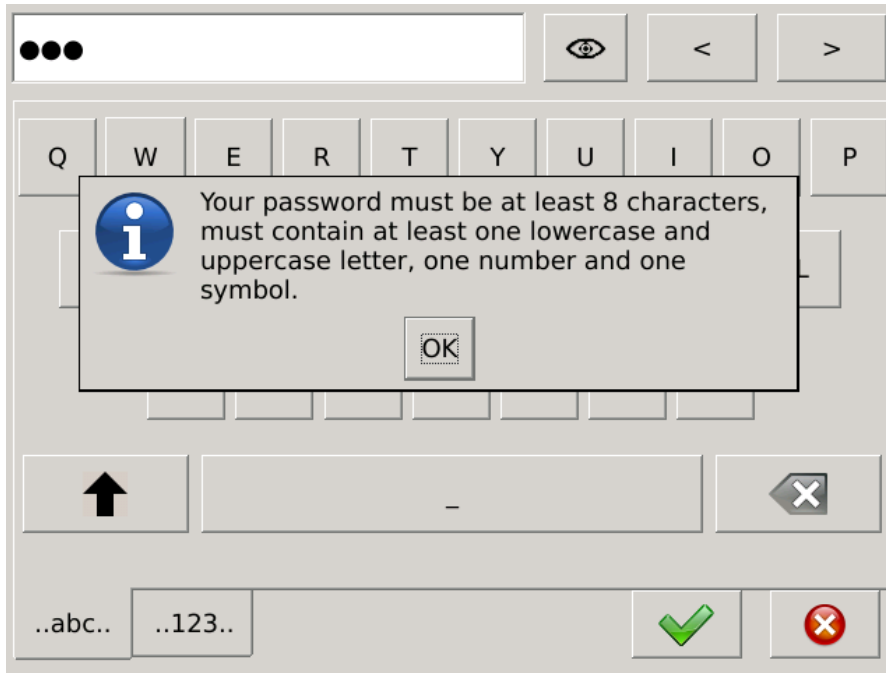 ●●●
< >
Q W E R T Y U I O P
Your password must be at least 8 characters,
must contain at least one lowercase and
uppercase letter, one number and one
symbol.
OK
_
..abc.. ..123..